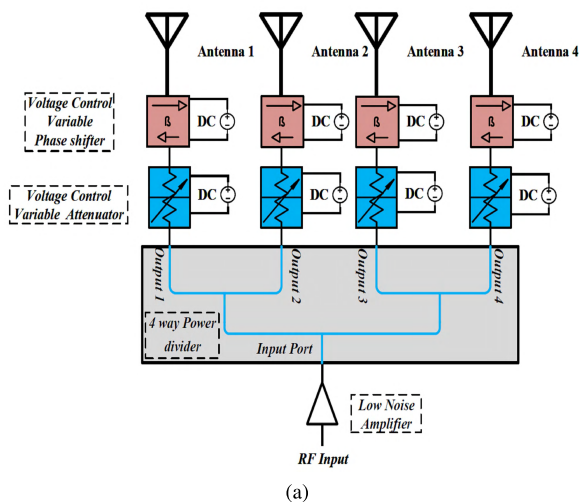 Antenna 1
Antenna 2
Antenna 3
Antenna 4
Voltage Control
Variable
Phase shifter
ß
DC
ß
DC
ß
DC
ß
DC
Voltage Control
Variable Attenuator
DC
DC
DC
DC
Output 1
Output 2
Output 3
Output 4
4 way Power
divider
Input Port
Low Noise
Amplifier
RF Input
(a)